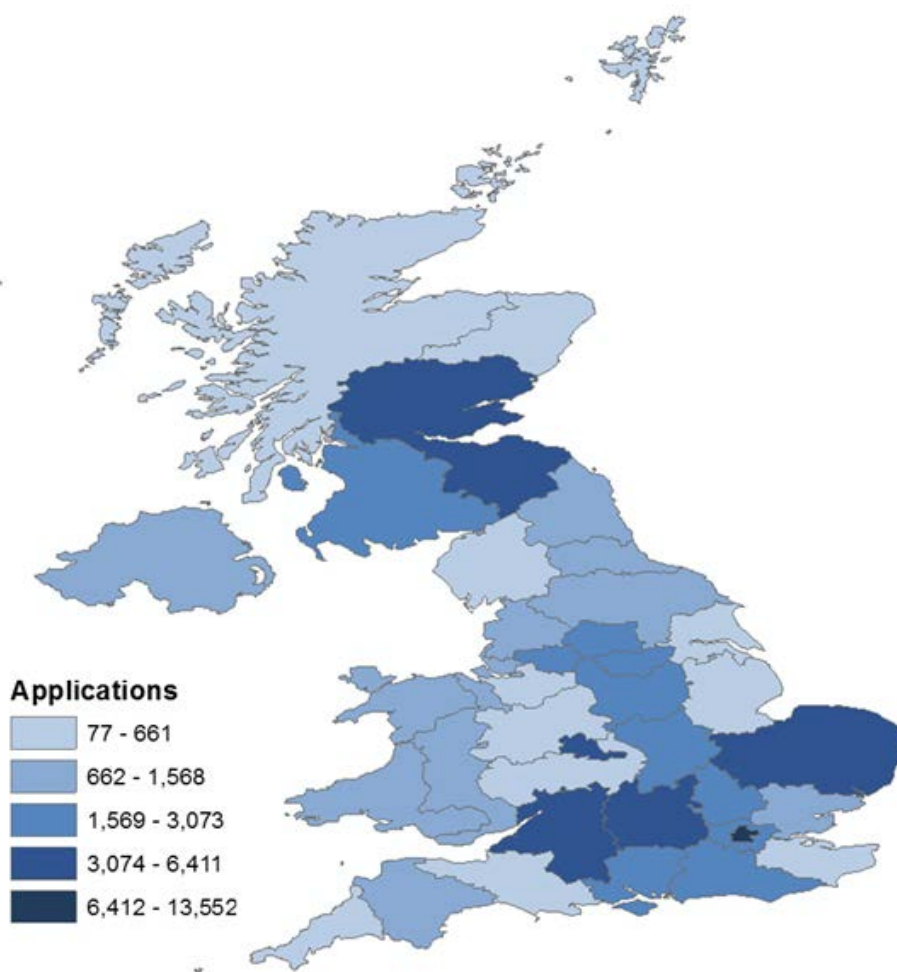 Applications
77 - 661
662 - 1,568
1,569 - 3,073
3,074 - 6,411
6,412 - 13,552